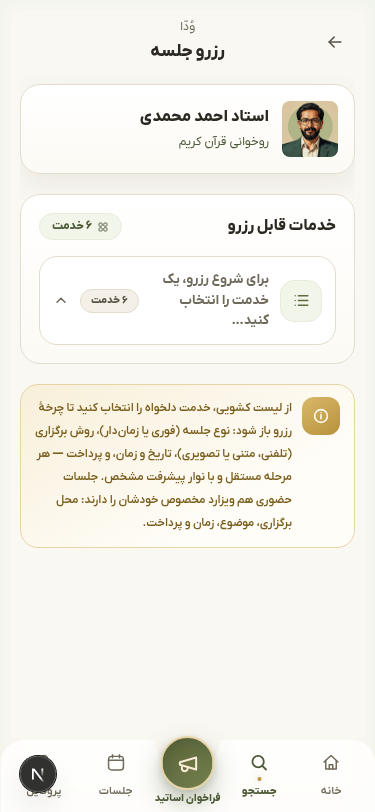 وُدّا
رزرو جلسه
استاد احمد محمدی
روخوانی قرآن کریم
خدمات قابل رزرو
۶ خدمت
برای شروع رزرو، یک
خدمت را انتخاب
کنید...
۶ خدمت
از لیست کشویی، خدمت دلخواه را انتخاب کنید تا چرخهٔ
رزرو باز شود: نوع جلسه (فوری یا زمان‌دار)، روش برگزاری
(تلفنی، متنی یا تصویری)، تاریخ و زمان، و پرداخت — هر
مرحله مستقل و با نوار پیشرفت مشخص. جلسات
حضوری هم ویزارد مخصوص خودشان را دارند: محل
برگزاری، موضوع، زمان و پرداخت.
خانه
جستجو
فراخوان اساتید
جلسات
N